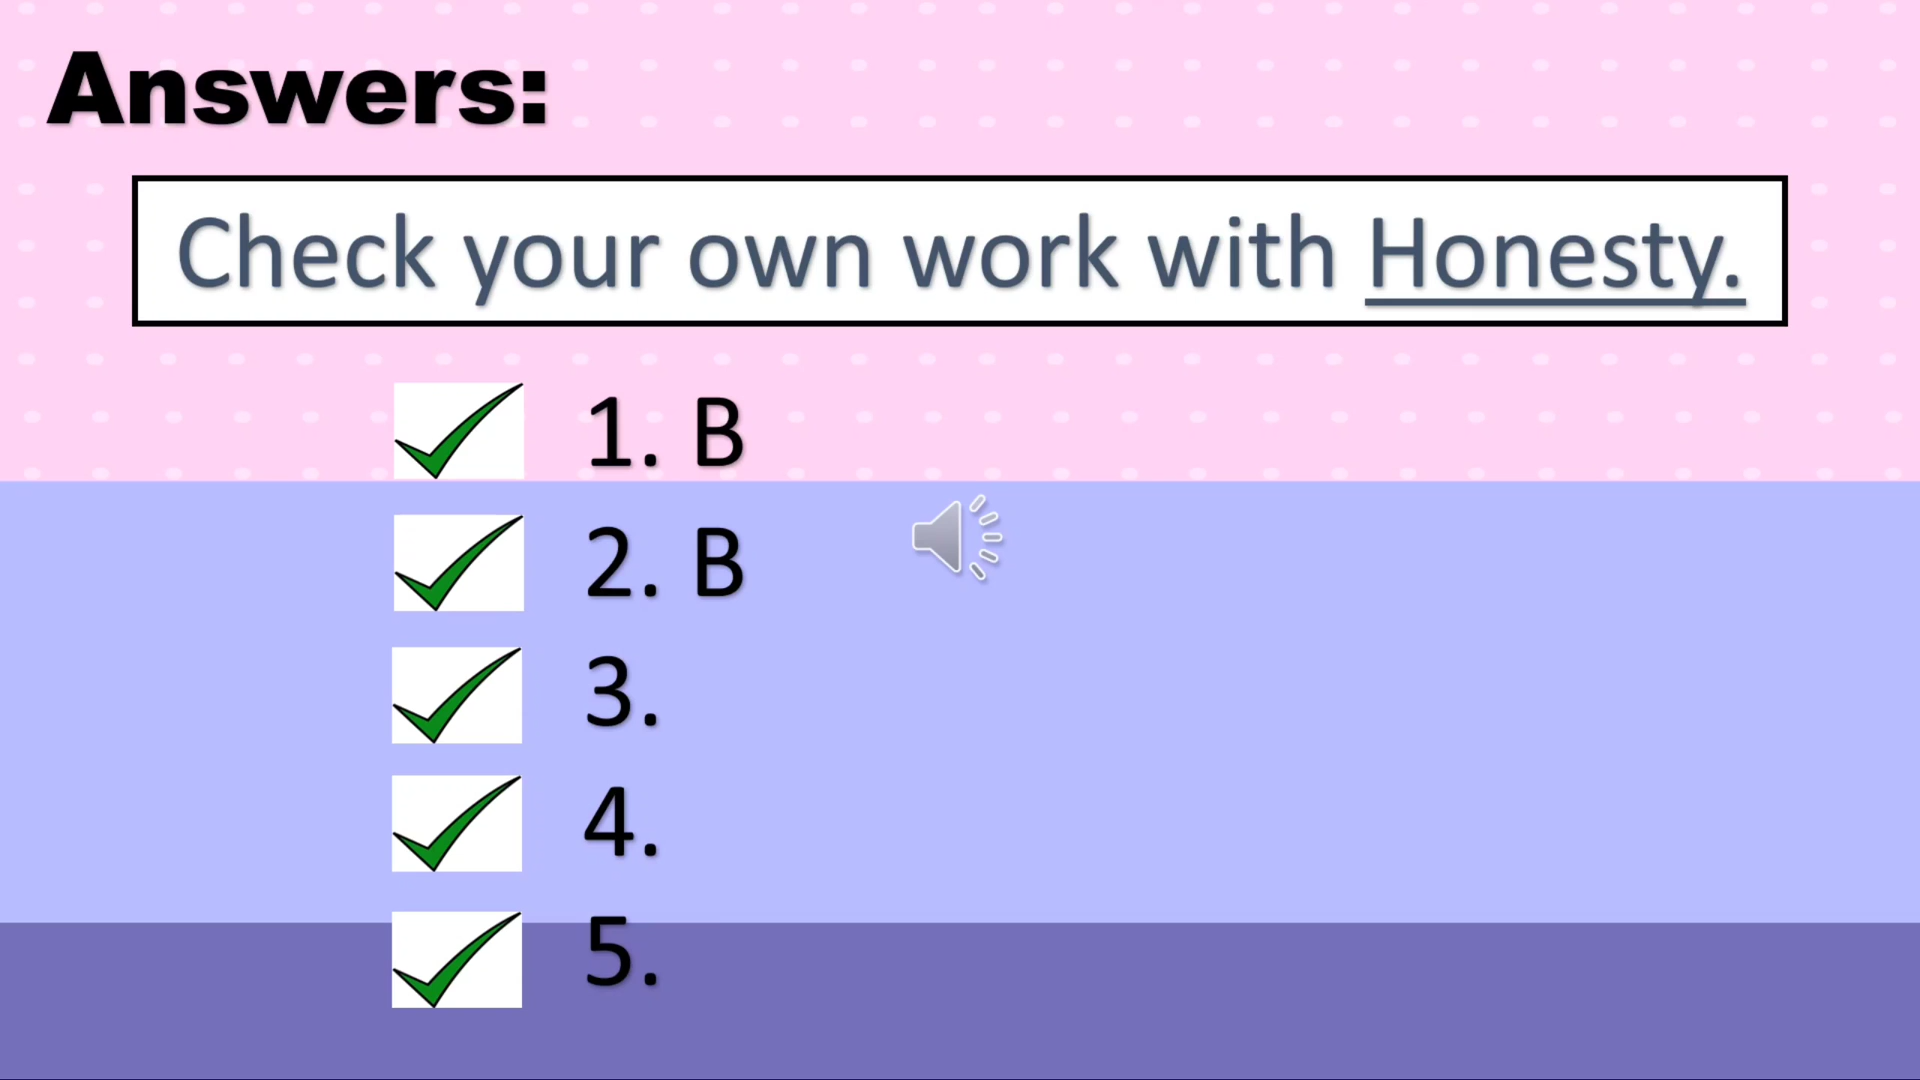 Answers:
Check your own work with Honesty.
1. B
2. B
3.
4.
5.